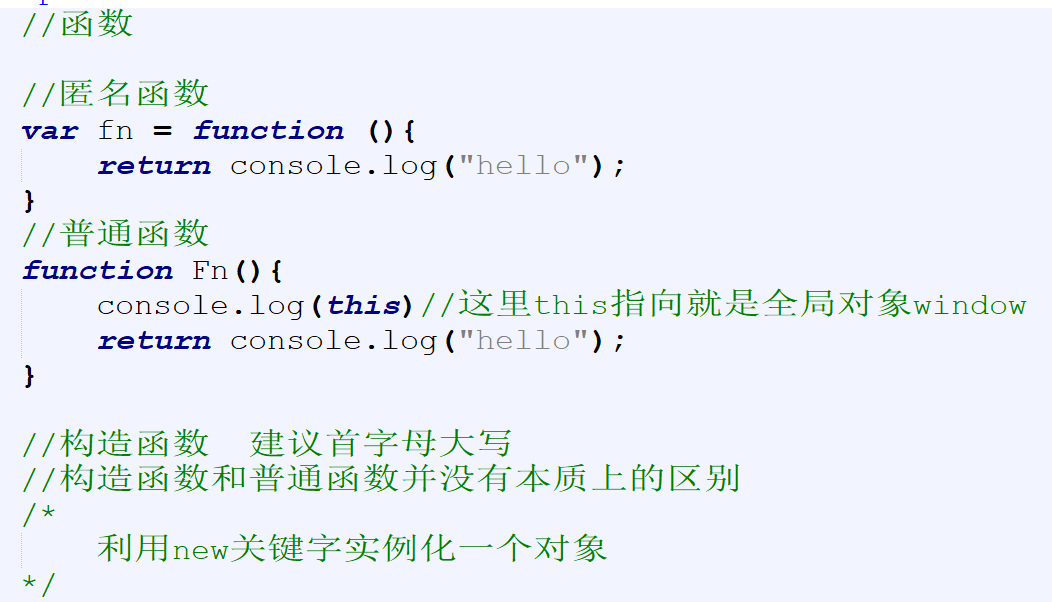 //函数
//匿名函数
var fn = function (){
    return console.log("hello");
}
//普通函数
function Fn(){
    console.log(this)//这里this指向就是全局对象window
    return console.log("hello");
}
//构造函数  建议首字母大写
//构造函数和普通函数并没有本质上的区别
/*
    利用new关键字实例化一个对象
*/